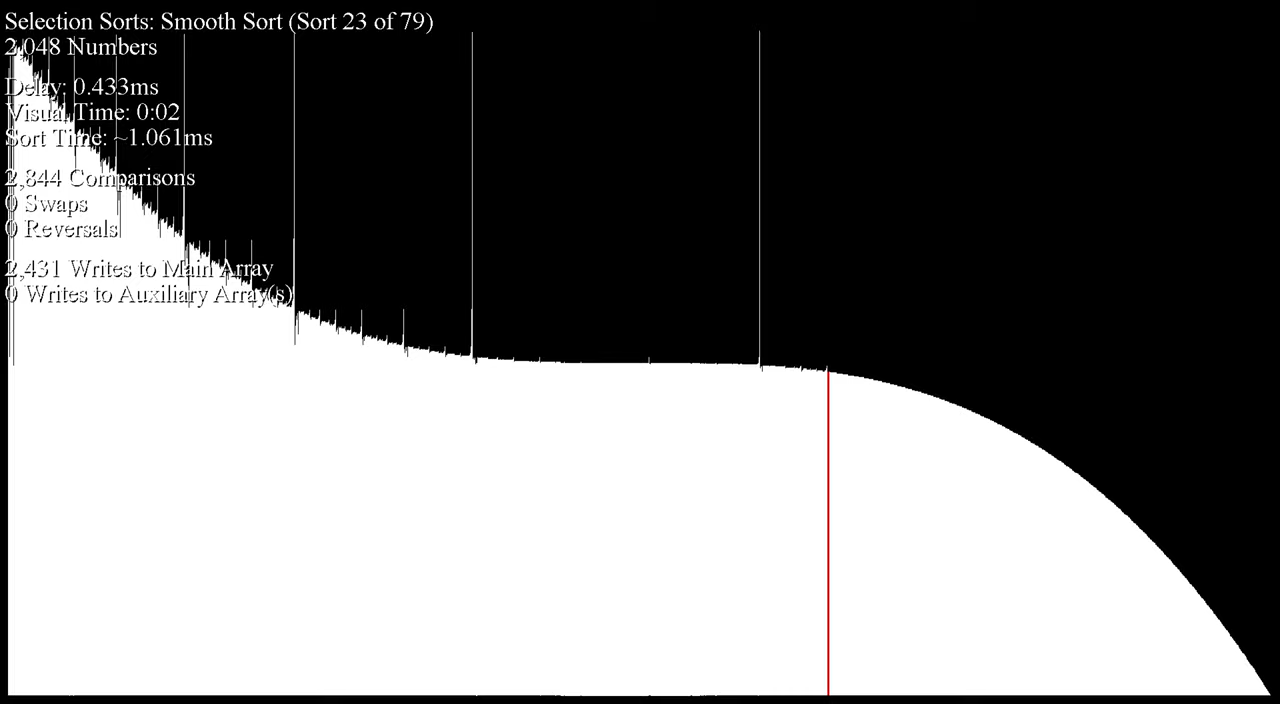 Selection Sorts: Smooth Sort (Sort 23 of 79)
2,048 Numbers
Delay: 0.433ms
Visual Time: 0:02
Sort Time: ~1.061ms
2,844 Comparisons
0 Swaps
0 Reversals
2,431 Writes to Main Array
0 Writes to Auxiliary Array(s)